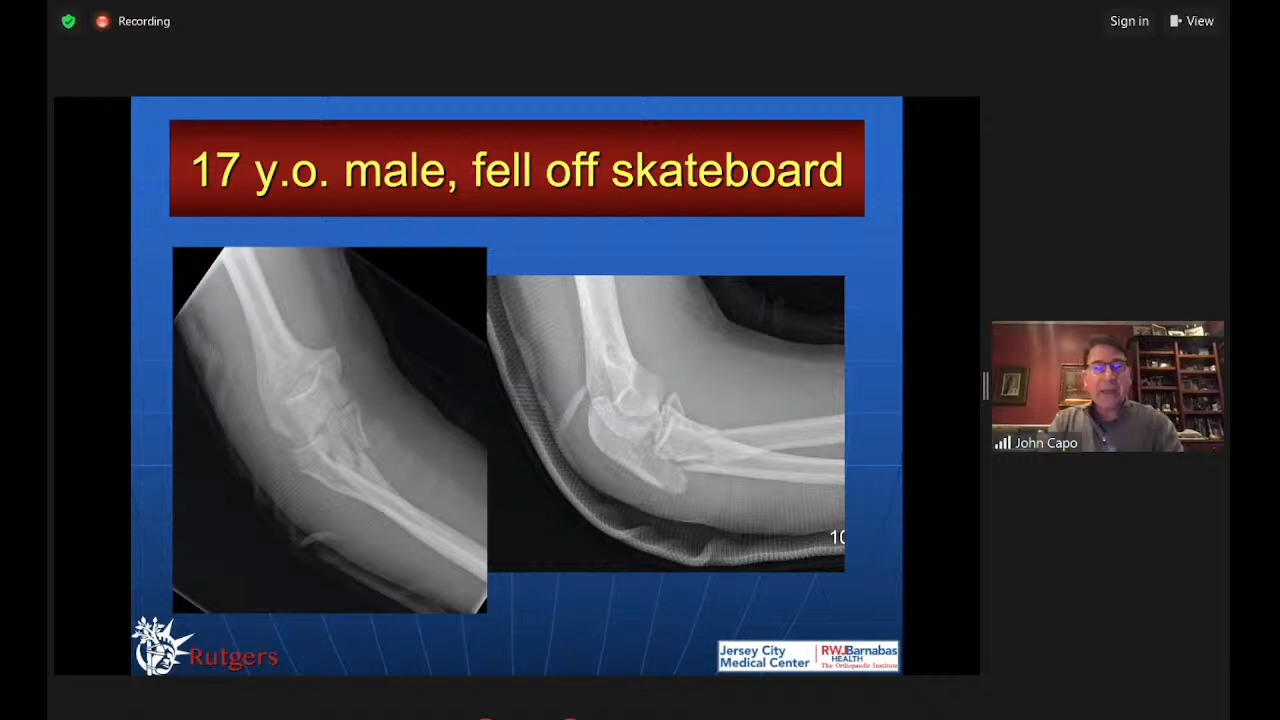 Recording
Sign in
View
17 y.o. male, fell off skateboard
10
John Capo
Rutgers
Jersey City
Medical Center
RWJBarnabas
HEALTH
The Orthopaedic Institute